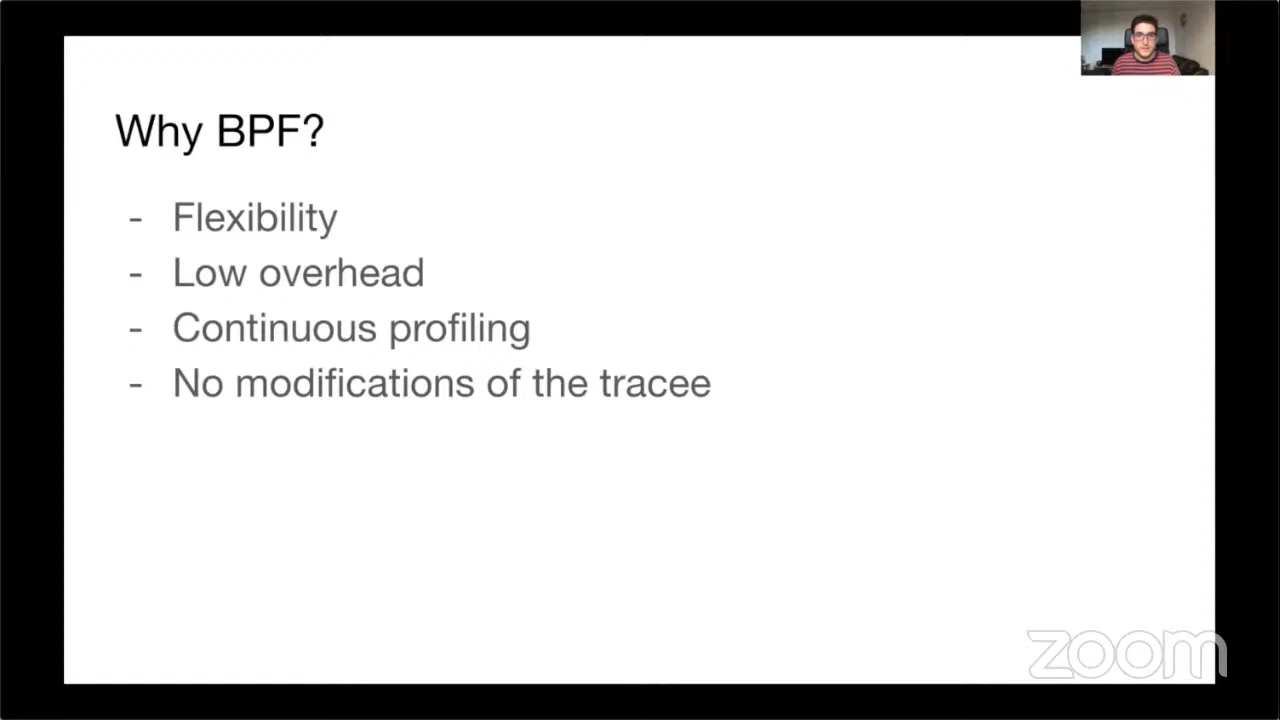 Why BPF?
- Flexibility
- Low overhead
- Continuous profiling
- No modifications of the tracee
zoom